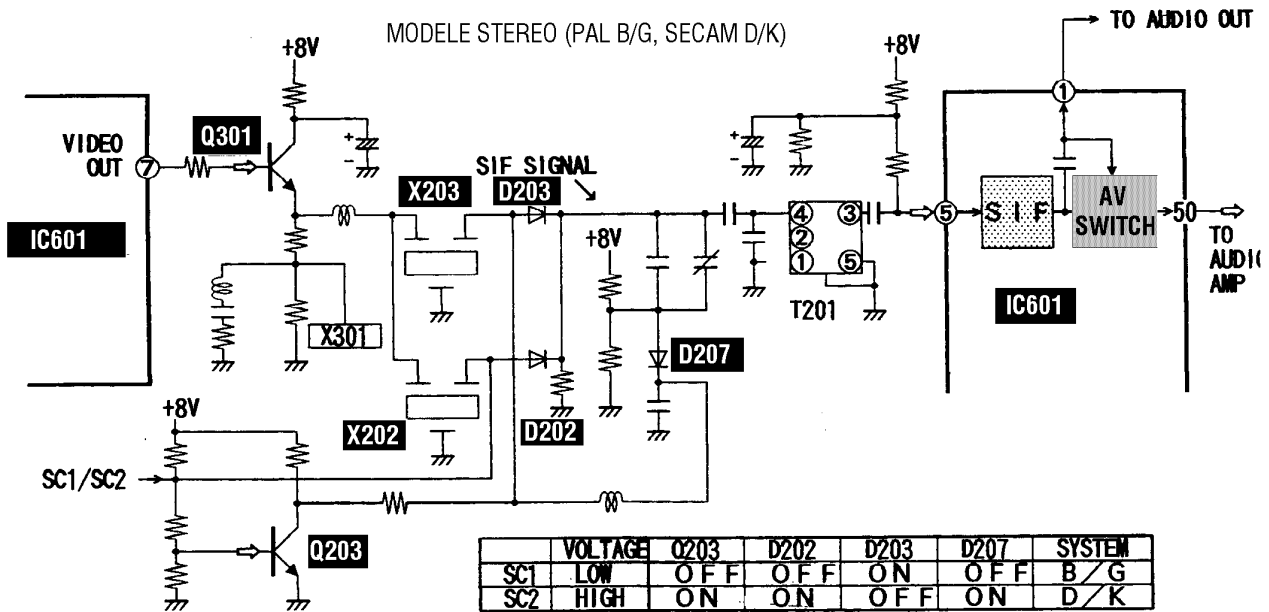 MODELE STEREO (PAL B/G, SECAM D/K)
TO AUDIO OUT
+8V
+8V
1
VIDEO
OUT
7
Q301
+
-
+
-
SIF SIGNAL
X203
D203
IC601
+8V
4
3
2
1
5
T201
5
SIF
AV
SWITCH
50
TO
AUDIO
AMP
IC601
X301
D207
X202
D202
+8V
SC1/SC2
Q203
VOLTAGE Q203 D202 D203 D207 SYSTEM
SC1 LOW OFF OFF ON OFF B/G
SC2 HIGH ON ON OFF ON D/K